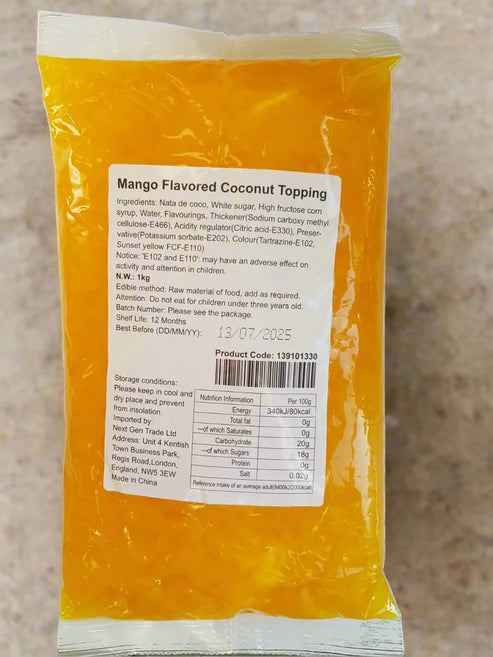 Mango Flavored Coconut Topping
Ingredients: Nata de coco, White sugar, High fructose corn
syrup, Water, Flavourings, Thickener(Sodium carboxy methyl
cellulose-E466), Acidity regulator(Citric acid-E330), Preser-
vative(Potassium sorbate-E202), Colour(Tartrazine-E102,
Sunset yellow FCF-E110)
Notice: 'E102 and E110': may have an adverse effect on
activity and attention in children.
N.W.: 1kg
Edible method: Raw material of food, add as required.
Attention: Do not eat for children under three years old.
Batch Number: Please see the package.
Shelf Life: 12 Months
Best Before (DD/MM/YY): 13/07/2025
Product Code: 139101330
Storage conditions:
Please keep in cool and
dry place and prevent
from insolation.
Imported by:
Next Gen Trade Ltd
Address: Unit 4 Kentish
Town Business Park,
Regis Road,London,
England, NW5 3EW
Made in China
Nutrition Information Per 100g
Energy 340kJ/80kcal
Total fat 0g
—of which Saturates 0g
Carbohydrate 20g
—of which Sugars 18g
Protein 0g
Salt 0.02g
Reference intake of an average adult(8400kJ/2000kcal)